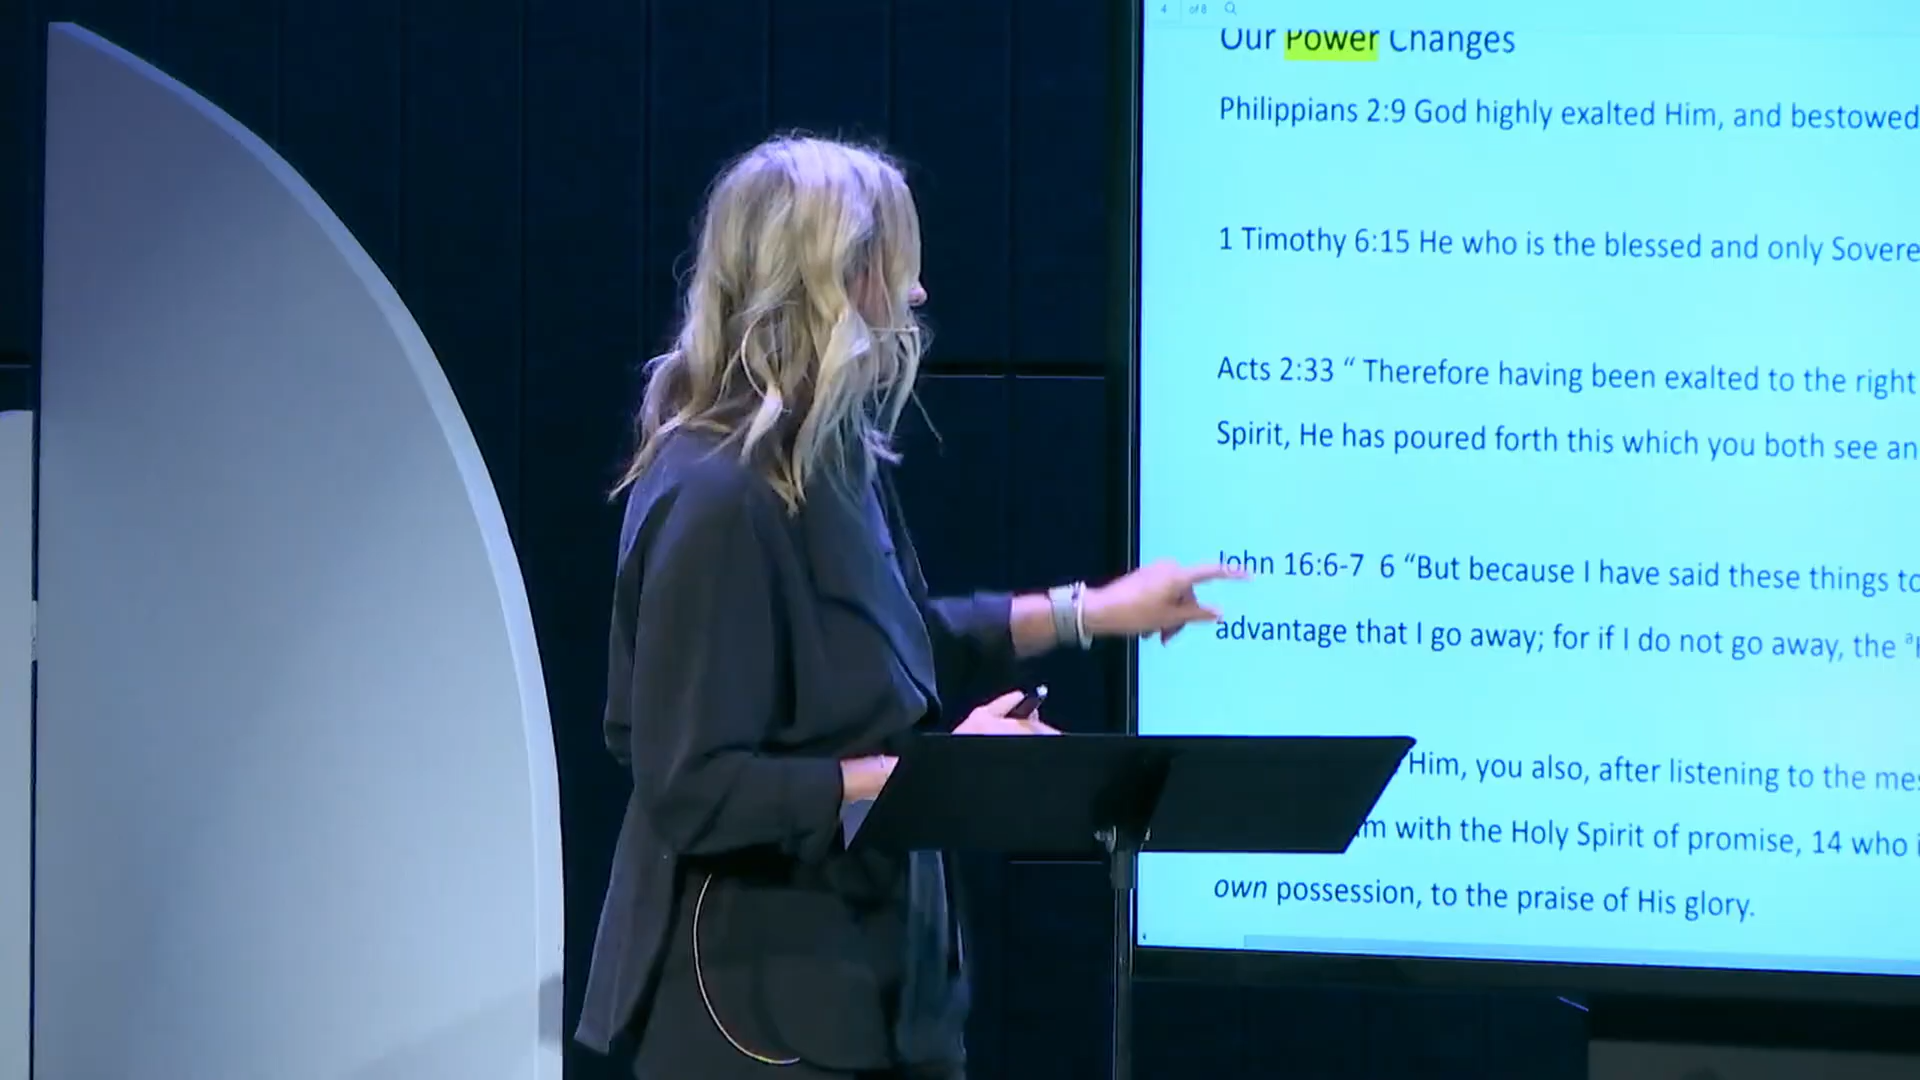 4 of 8
Our Power Changes
Philippians 2:9 God highly exalted Him, and bestowed
1 Timothy 6:15 He who is the blessed and only Sovere
Acts 2:33 “ Therefore having been exalted to the right
Spirit, He has poured forth this which you both see an
John 16:6-7 6 “But because I have said these things to
advantage that I go away; for if I do not go away, the
Him, you also, after listening to the mes
m with the Holy Spirit of promise, 14 who i
own possession, to the praise of His glory.